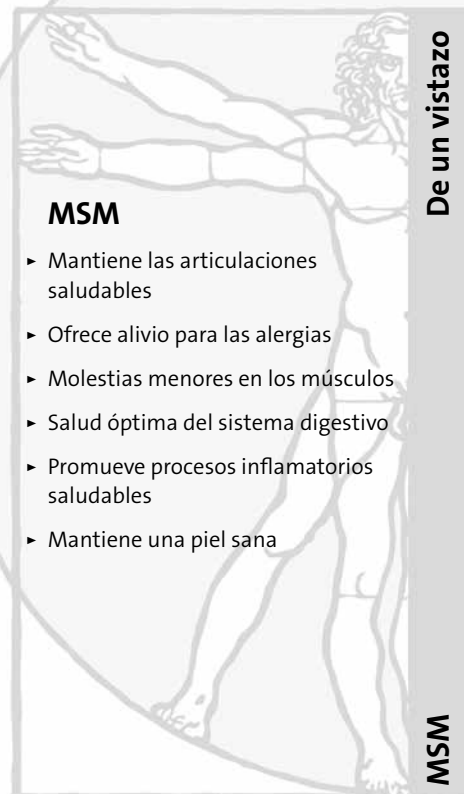 MSM
▸ Mantiene las articulaciones
saludables
▸ Ofrece alivio para las alergias
▸ Molestias menores en los músculos
▸ Salud óptima del sistema digestivo
▸ Promueve procesos inflamatorios
saludables
▸ Mantiene una piel sana
De un vistazo
MSM